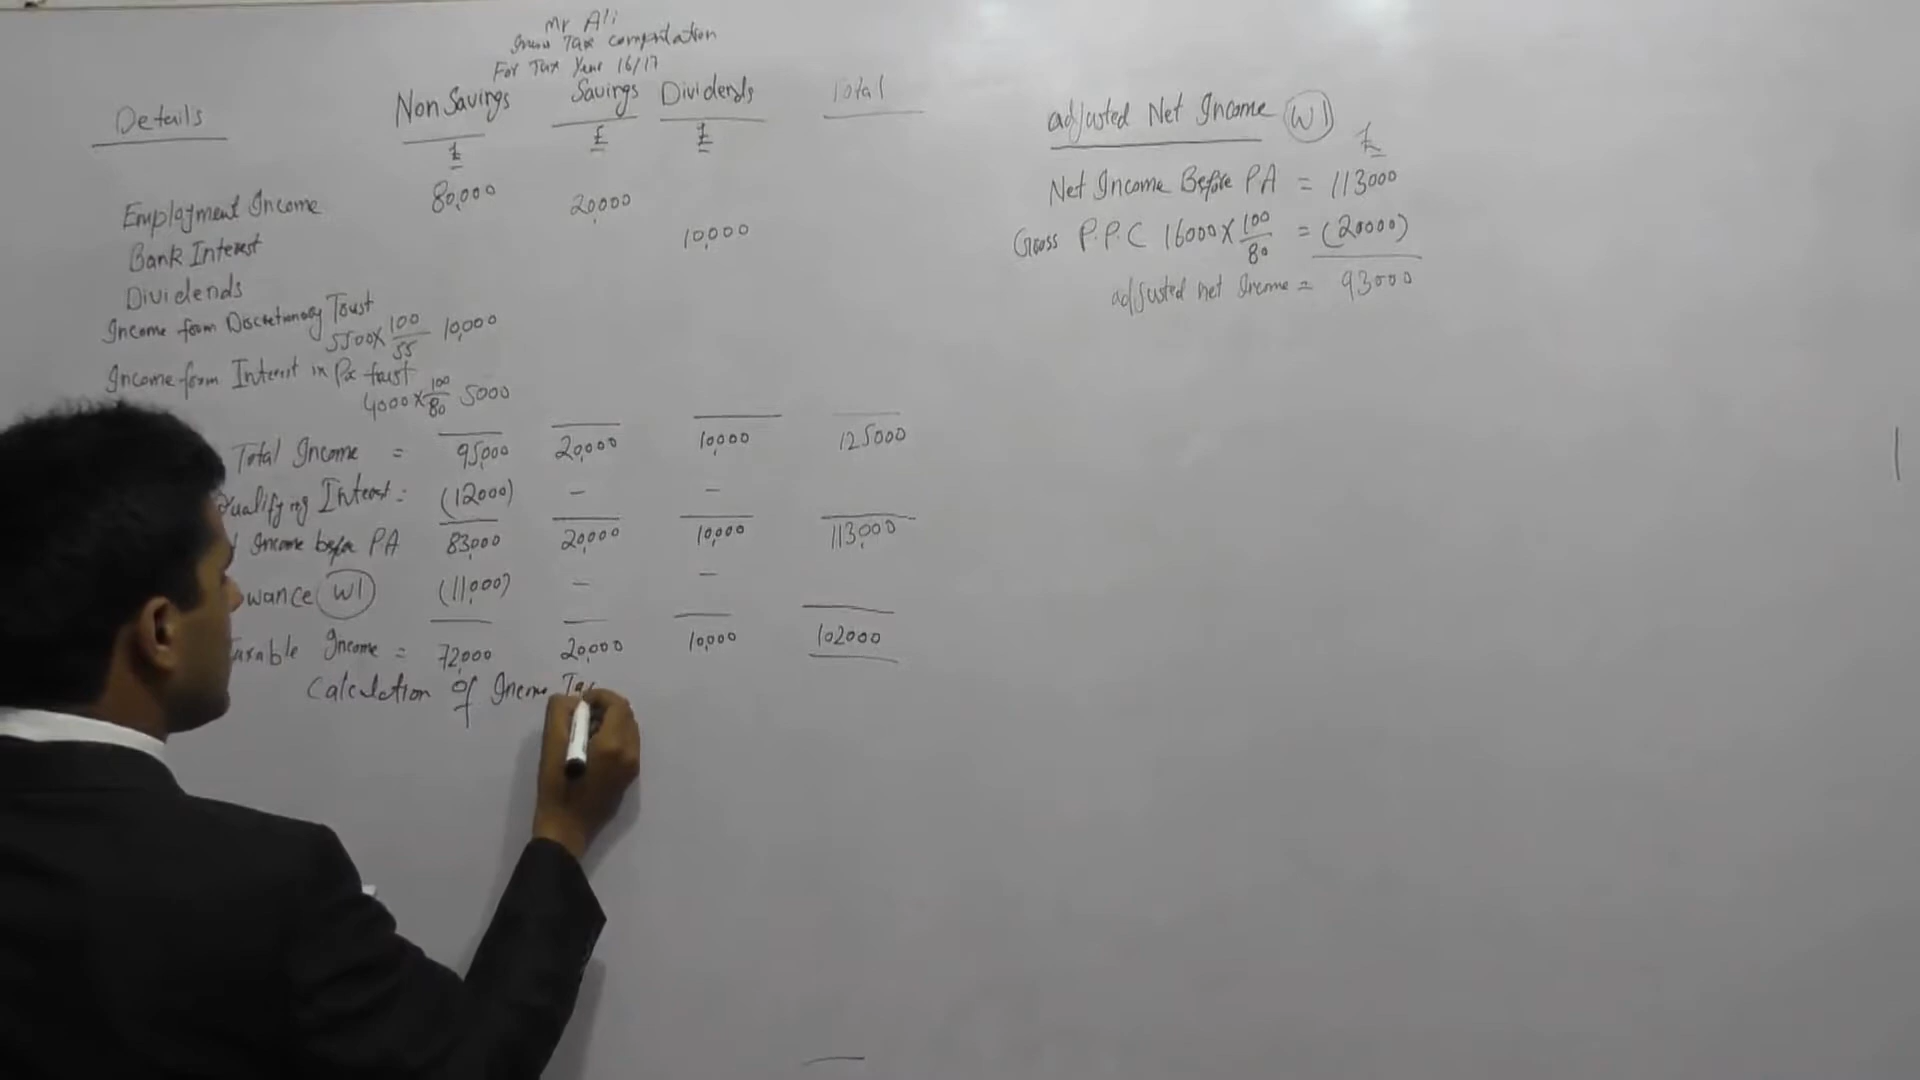 Mr Ali
Tax computation
For Tax Year 16/17
Details Non Savings Savings Dividends Total
£ £ £
Employment Income 80,000 20,000
Bank Interest 10,000
Dividends
Income from Discretionary Trust
5500 × 100/55 10,000
Income from Interest in trust
4000 × 100/80 5000
Total Income = 95,000 20,000 10,000 125000
Qualifying Interest = (12000) - -
Income before PA 83,000 20,000 10,000 113,000
wance W1 (11,000) - -
Taxable Income = 72,000 20,000 10,000 102000
Calculation of Income Tax
adjusted Net Income W1
£
Net Income Before PA = 113000
Gross P.P.C 16000 × 100/80 = (20000)
adjusted net Income = 93000